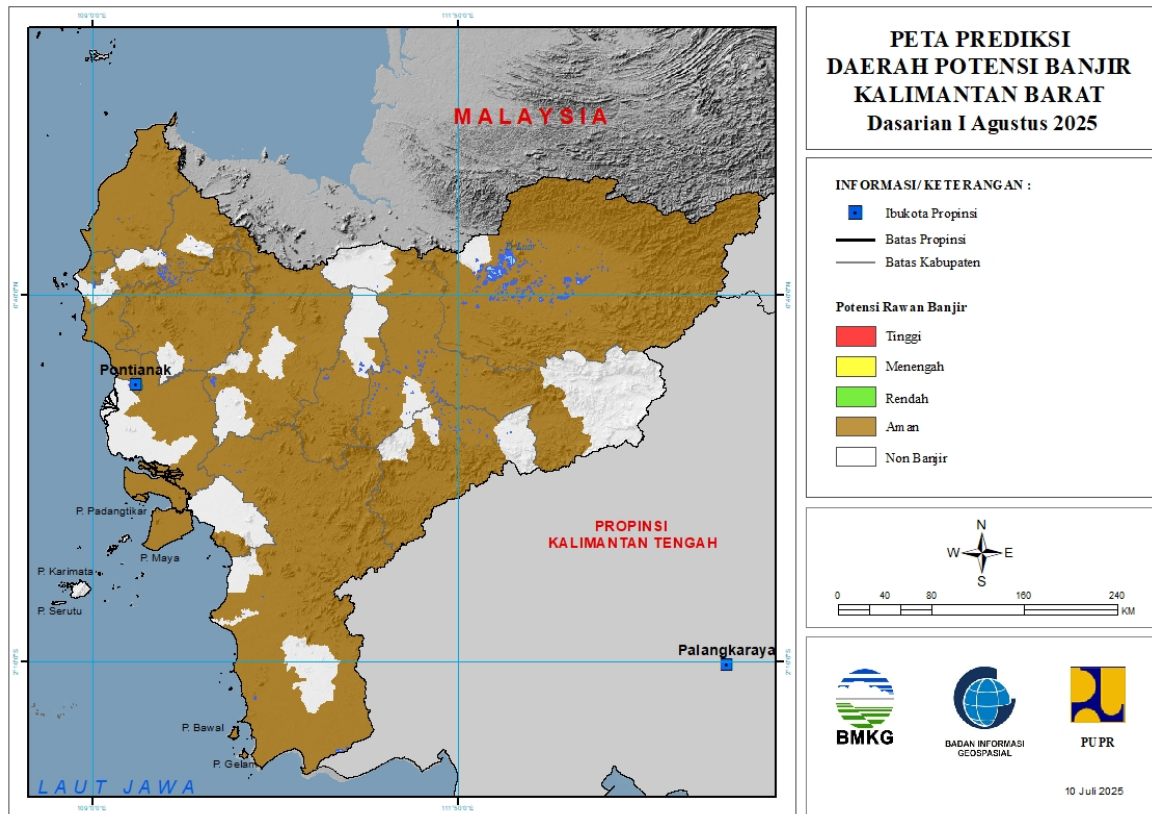 PETA PREDIKSI
DAERAH POTENSI BANJIR
KALIMANTAN BARAT
Dasarian I Agustus 2025
INFORMASI/ KETERANGAN :
Ibukota Propinsi
Batas Propinsi
Batas Kabupaten
Potensi Rawan Banjir
Tinggi
Menengah
Rendah
Aman
Non Banjir
N
W E
S
0 40 80 160 240
KM
BMKG
BADAN INFORMASI
GEOSPASIAL
PUPR
10 Juli 2025
MALAYSIA
Pontianak
P. Padangtikar
P. Maya
P. Karimata
P. Serutu
PROPINSI
KALIMANTAN TENGAH
Palangkaraya
P. Bawal
P. Gelam
LAUT JAWA